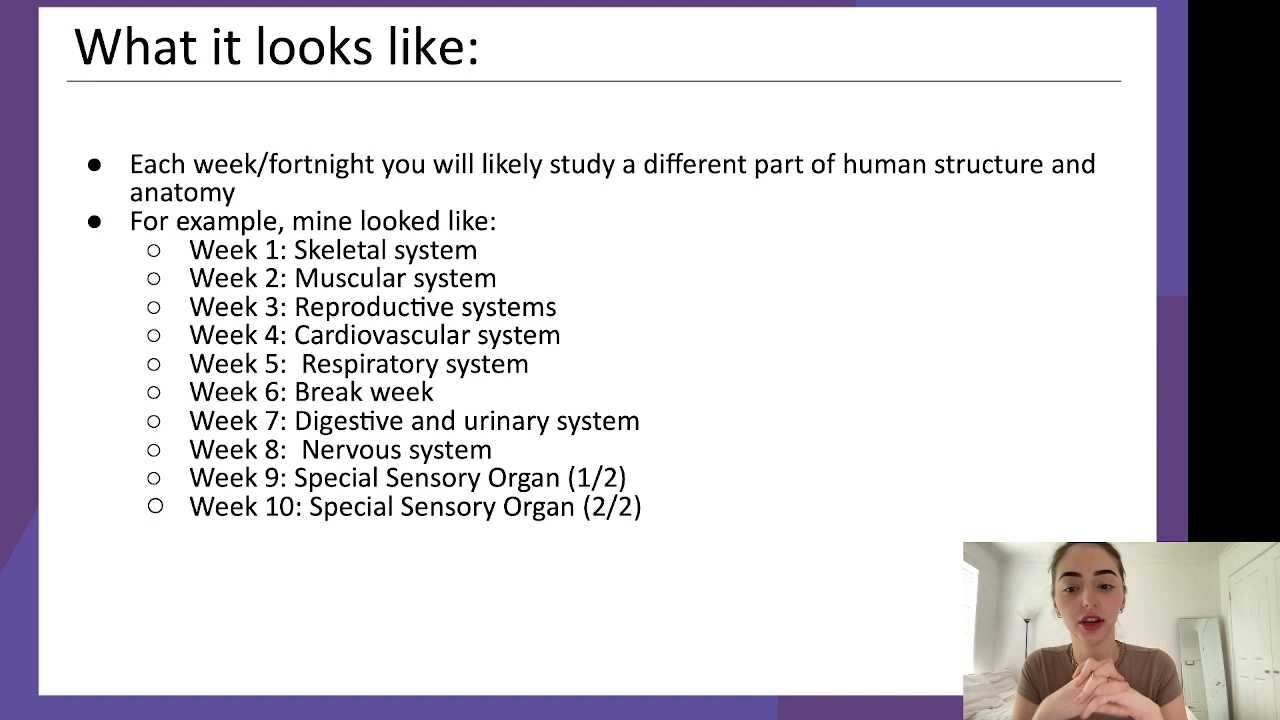 What it looks like:
● Each week/fortnight you will likely study a different part of human structure and
anatomy
● For example, mine looked like:
○ Week 1: Skeletal system
○ Week 2: Muscular system
○ Week 3: Reproductive systems
○ Week 4: Cardiovascular system
○ Week 5:  Respiratory system
○ Week 6: Break week
○ Week 7: Digestive and urinary system
○ Week 8:  Nervous system
○ Week 9: Special Sensory Organ (1/2)
○ Week 10: Special Sensory Organ (2/2)